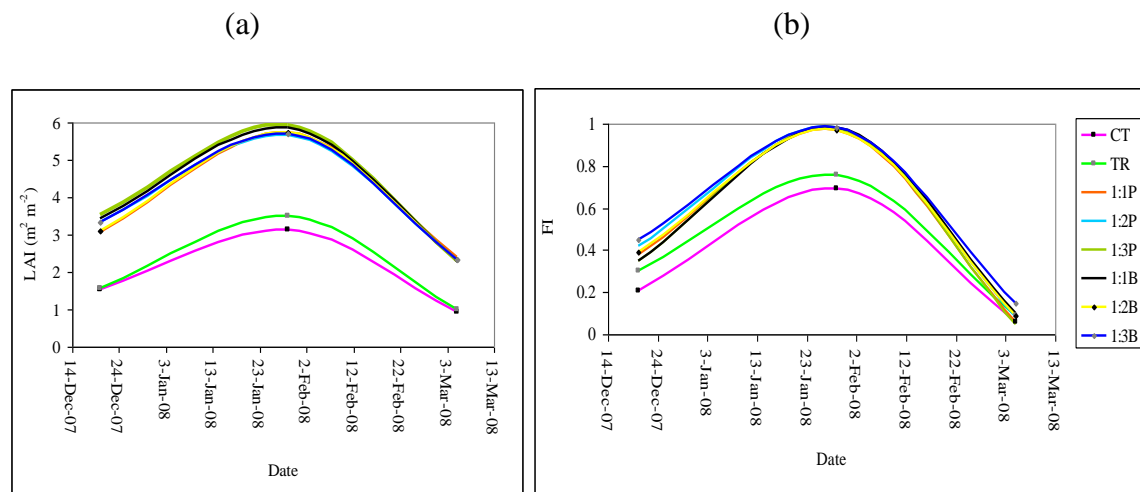 (a)
(b)
LAI (m² m⁻²)
6
5
4
3
2
1
0
14-Dec-07
24-Dec-07
3-Jan-08
13-Jan-08
23-Jan-08
2-Feb-08
12-Feb-08
22-Feb-08
3-Mar-08
13-Mar-08
Date
1
0.8
0.6
0.4
0.2
0
14-Dec-07
24-Dec-07
3-Jan-08
13-Jan-08
23-Jan-08
2-Feb-08
12-Feb-08
22-Feb-08
3-Mar-08
13-Mar-08
Date
CT
TR
1:1P
1:2P
1:3P
1:1B
1:2B
1:3B